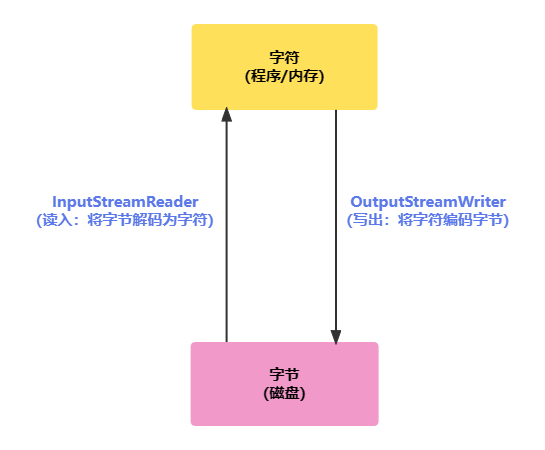 字符
(程序/内存)
InputStreamReader
(读入：将字节解码为字符)
OutputStreamWriter
(写出：将字符编码字节)
字节
(磁盘)